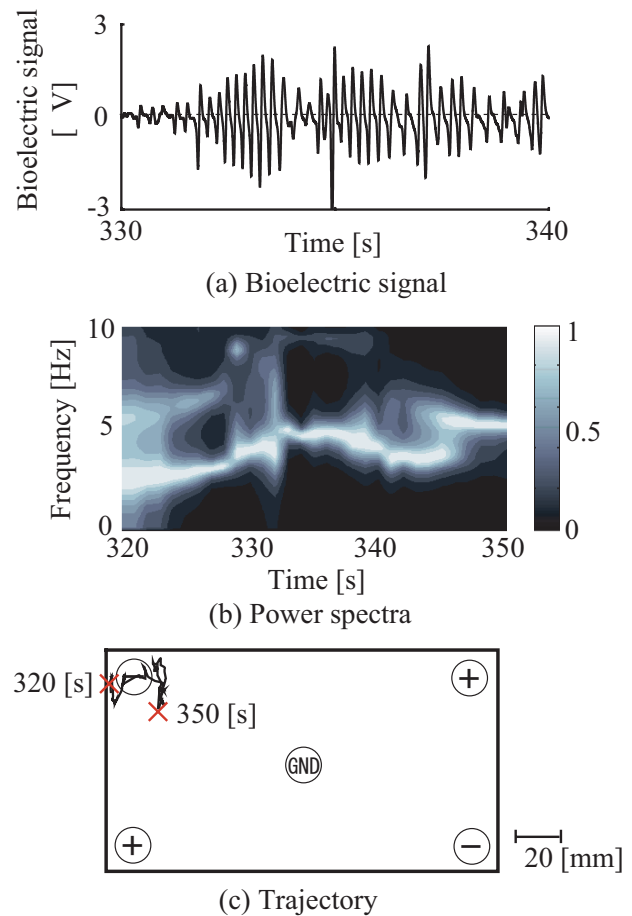 3
Bioelectric signal
[ V]
0
-3
330
340
Time [s]
(a) Bioelectric signal
10
1
Frequency [Hz]
5
0.5
0
0
320
330
340
350
Time [s]
(b) Power spectra
320 [s]
+
350 [s]
GND
+
−
20 [mm]
(c) Trajectory